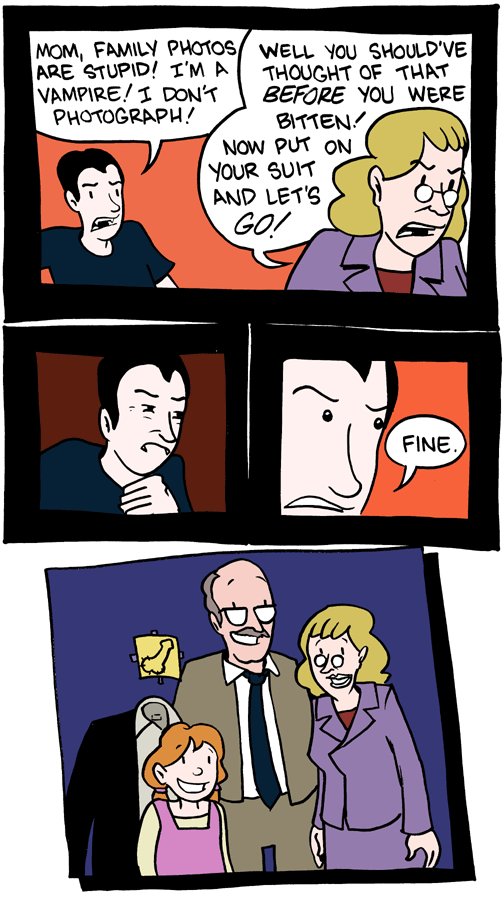 MOM, FAMILY PHOTOS
ARE STUPID! I'M A
VAMPIRE! I DON'T
PHOTOGRAPH!
WELL YOU SHOULD'VE
THOUGHT OF THAT
BEFORE YOU WERE
BITTEN!
NOW PUT ON
YOUR SUIT
AND LET'S
GO!
FINE.